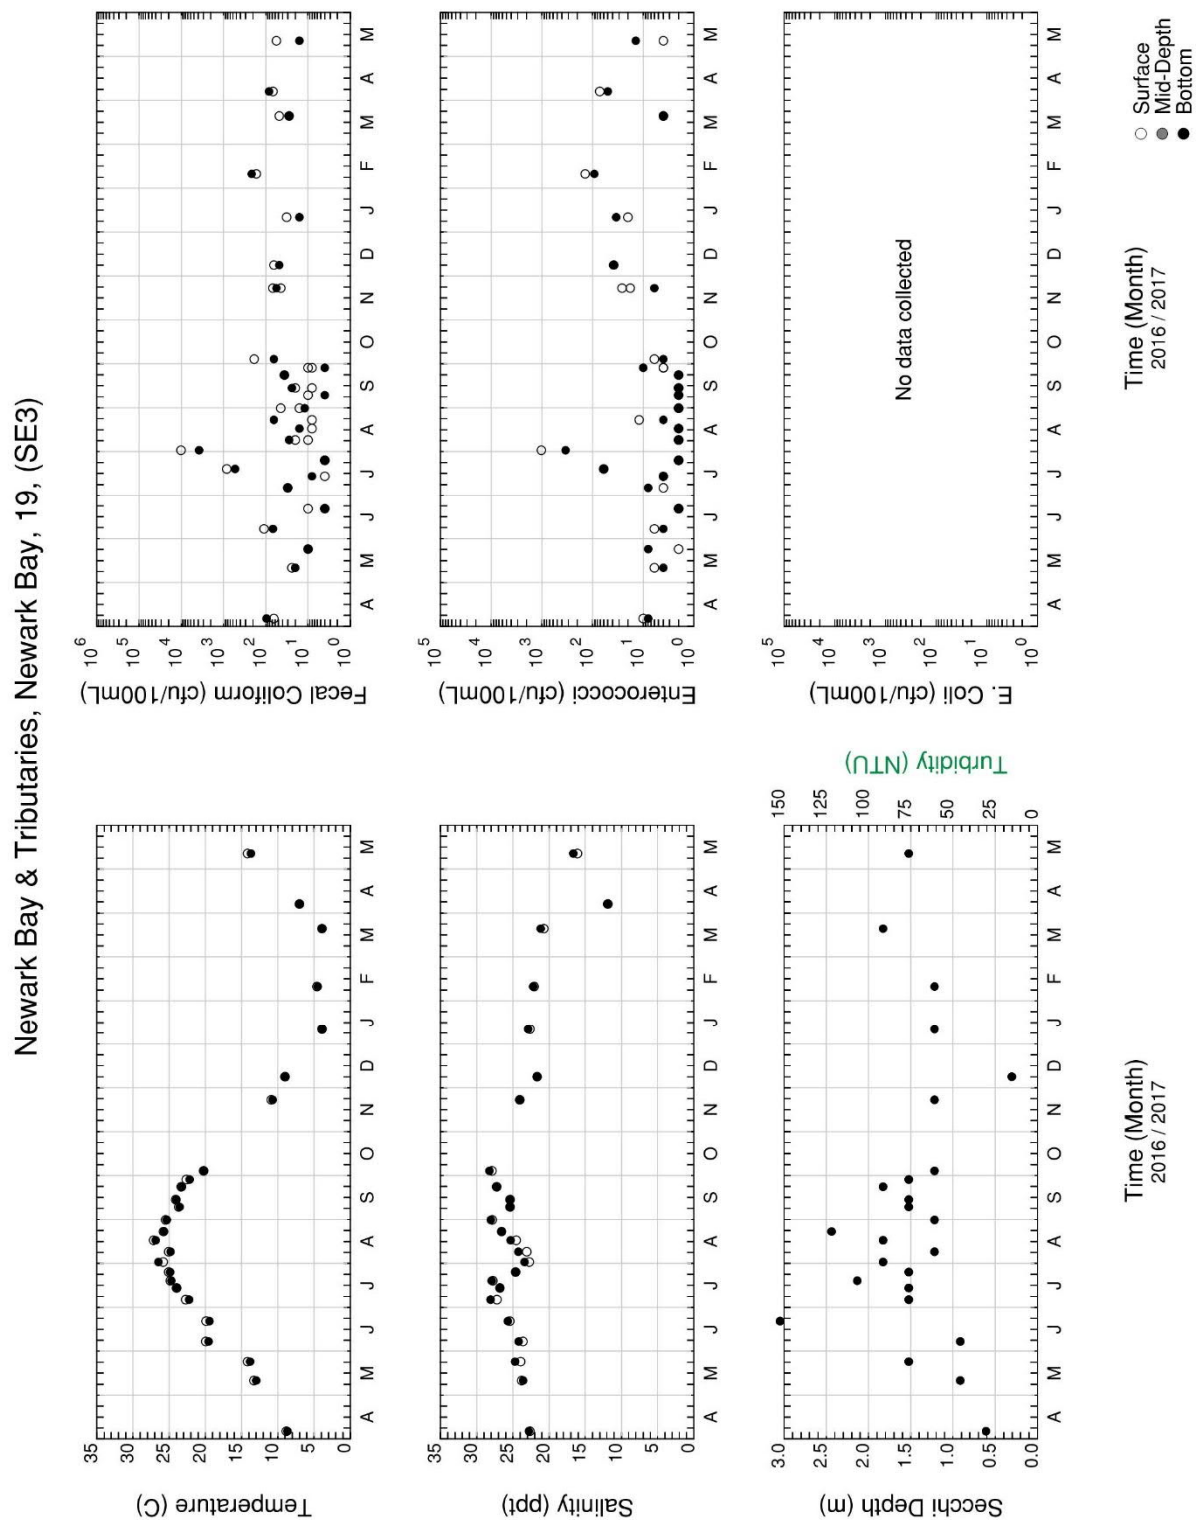 Newark Bay & Tributaries, Newark Bay, 19, (SE3)
Temperature (C)
35
30
25
20
15
10
5
0
A M J J A S O N D J F M A M
Salinity (ppt)
35
30
25
20
15
10
5
0
A M J J A S O N D J F M A M
Secchi Depth (m)
3.0
2.5
2.0
1.5
1.0
0.5
0.0
Turbidity (NTU)
150
125
100
75
50
25
0
A M J J A S O N D J F M A M
Time (Month)
2016 / 2017
Fecal Coliform (cfu/100mL)
10 6
10 4
10 3
10 3
10 1
10 1
10 0
A M J J A S O N D J F M A M
Enterococci (cfu/100mL)
10 5
10 4
10 3
10 2
10 1
10 0
A M J J A S O N D J F M A M
E. Coli (cfu/100mL)
10 5
10 4
10 3
10 2
10 1
10 0
No data collected
Time (Month)
2016 / 2017
Surface
Mid-Depth
Bottom